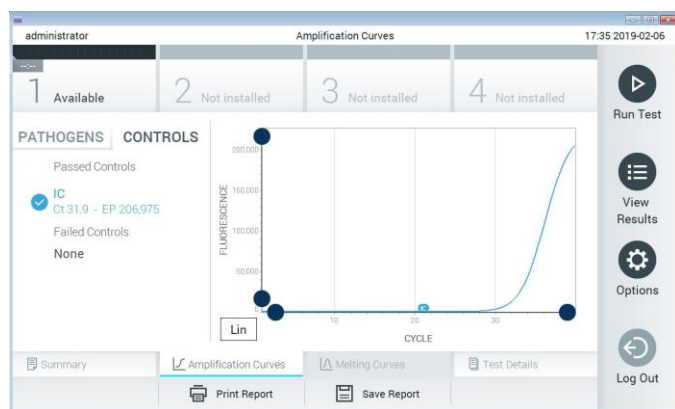 administrator
Amplification Curves
17:35 2019-02-06
--:--
1 Available
2 Not installed
3 Not installed
4 Not installed
Run Test
View
Results
Options
Log Out
PATHOGENS
CONTROLS
Passed Controls
IC
Ct 31.9 - EP 206,975
Failed Controls
None
FLUORESCENCE
200,000
150,000
100,000
50,000
0
IC
10
20
30
CYCLE
Lin
Summary
Amplification Curves
Melting Curves
Test Details
Print Report
Save Report